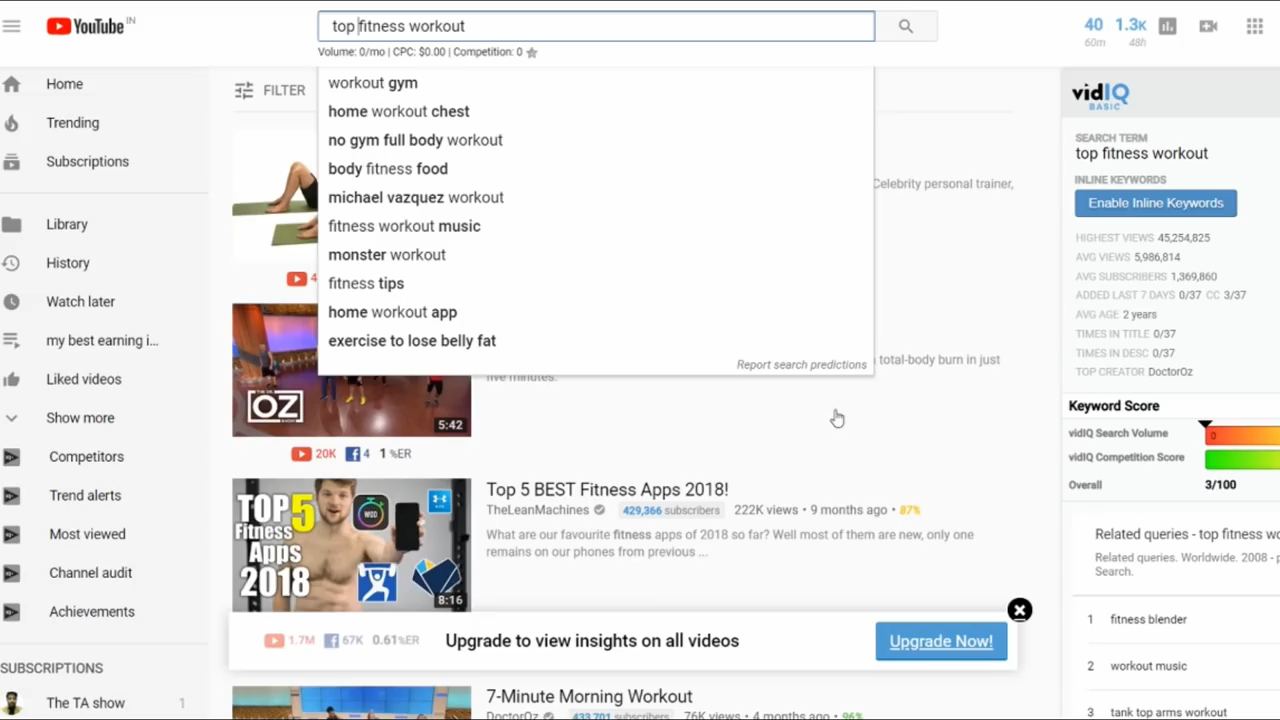 YouTube IN
top fitness workout
40 1.3K
60m 48h
Volume: 0/mo | CPC: $0.00 | Competition: 0
Home
Trending
Subscriptions
Library
History
Watch later
my best earning i...
Liked videos
Show more
Competitors
Trend alerts
Most viewed
Channel audit
Achievements
SUBSCRIPTIONS
The TA show 1
FILTER
workout gym
home workout chest
no gym full body workout
body fitness food
michael vazquez workout
fitness workout music
monster workout
fitness tips
home workout app
exercise to lose belly fat
Report search predictions
Celebrity personal trainer,
4
total-body burn in just
five minutes.
OZ
5:42
20K 4 1 %ER
TOP 5
Fitness
Apps
2018
WOD
8:16
Top 5 BEST Fitness Apps 2018!
TheLeanMachines 429,366 subscribers 222K views • 9 months ago • 87%
What are our favourite fitness apps of 2018 so far? Well most of them are new, only one
remains on our phones from previous ...
1.7M 67K 0.61%ER
Upgrade to view insights on all videos
Upgrade Now!
7-Minute Morning Workout
DoctorOz 433,701 subscribers 76K views • 4 months ago • 96%
vidIQ
BASIC
SEARCH TERM
top fitness workout
INLINE KEYWORDS
Enable Inline Keywords
HIGHEST VIEWS 45,254,825
AVG VIEWS 5,986,814
AVG SUBSCRIBERS 1,369,860
ADDED LAST 7 DAYS 0/37 CC 3/37
AVG AGE 2 years
TIMES IN TITLE 0/37
TIMES IN DESC 0/37
TOP CREATOR DoctorOz
Keyword Score
vidIQ Search Volume 0
vidIQ Competition Score
Overall 3/100
Related queries - top fitness wo
Related queries. Worldwide. 2008 - p
Search.
1 fitness blender
2 workout music
3 tank top arms workout